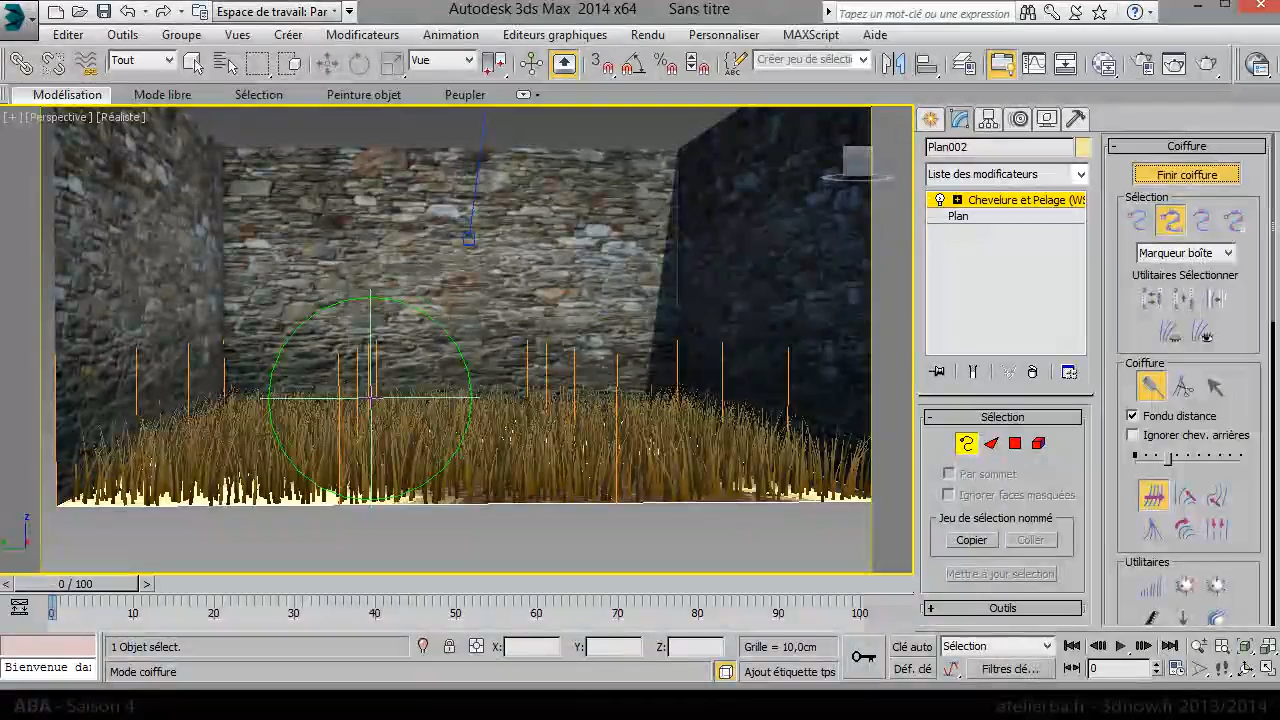 Espace de travail: Par
Autodesk 3ds Max 2014 x64 Sans titre
Tapez un mot-clé ou une expression
Editer Outils Groupe Vues Créer Modificateurs Animation Editeurs graphiques Rendu Personnaliser MAXScript Aide
Tout
Vue
3
Créer jeu de sélecti
Modélisation Mode libre Sélection Peinture objet Peupler
[ + ] [Perspective ] [Réaliste ]
Plan002
Liste des modificateurs
Chevelure et Pelage (WS
Plan
Sélection
Par sommet
Ignorer faces masquées
Jeu de sélection nommé
Copier Coller
Mettre à jour sélection
Outils
Coiffure
Finir coiffure
Sélection
Marqueur boîte
Utilitaires Sélectionner
Coiffure
Fondu distance
Ignorer chev. arrières
Utilitaires
z
< 0 / 100 >
0 10 20 30 40 50 60 70 80 90 100
1 Objet sélect.
X: Y: Z:
Grille = 10,0cm
Clé auto
Sélection
Bienvenue da
Mode coiffure
Ajout étiquette tps
Déf. clé
Filtres clé...
0
ABA - Saison 4
atelierba.fr - 3dnow.fr 2013/2014